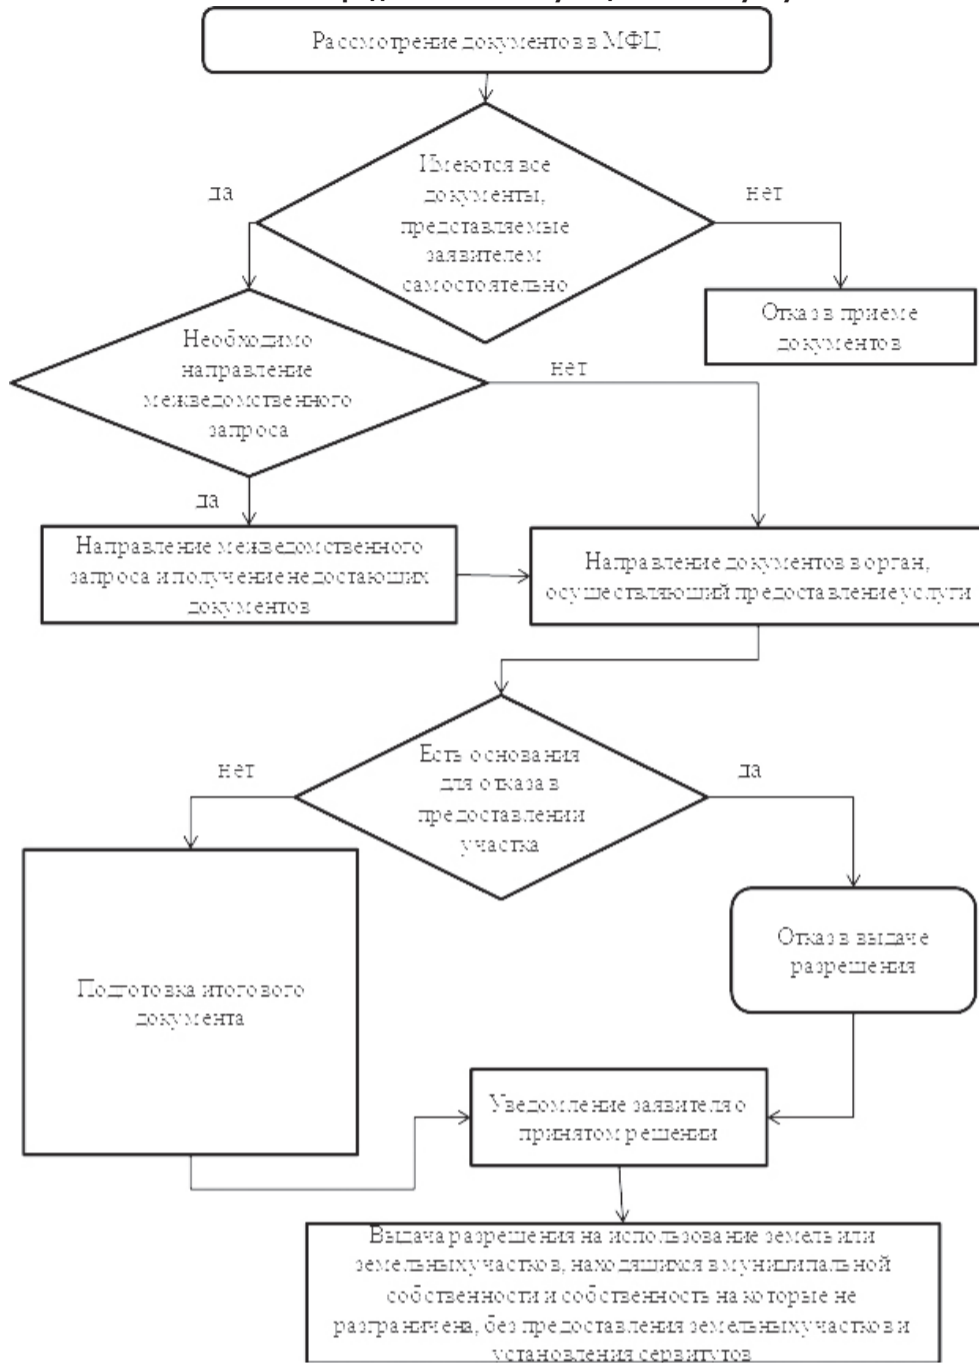 Рассмотрение документов в МФЦ
Имеются все
документы,
представляемые
заявителем
самостоятельно
да
нет
Отказ в приеме
документов
Необходимо
направление
межведомственного
запроса
нет
да
Направление межведомственного
запроса и получение недостающих
документов
Направление документов в орган,
осуществляющий предоставление услуги
Есть основания
для отказа в
предоставлении
участка
нет
да
Отказ в выдаче
разрешения
Подготовка итогового
документа
Уведомление заявителя о
принятом решении
Выдача разрешения на использование земель или
земельных участков, находящихся в муниципальной
собственности и собственность на которые не
разграничена, без предоставления земельных участков и
установления сервитутов